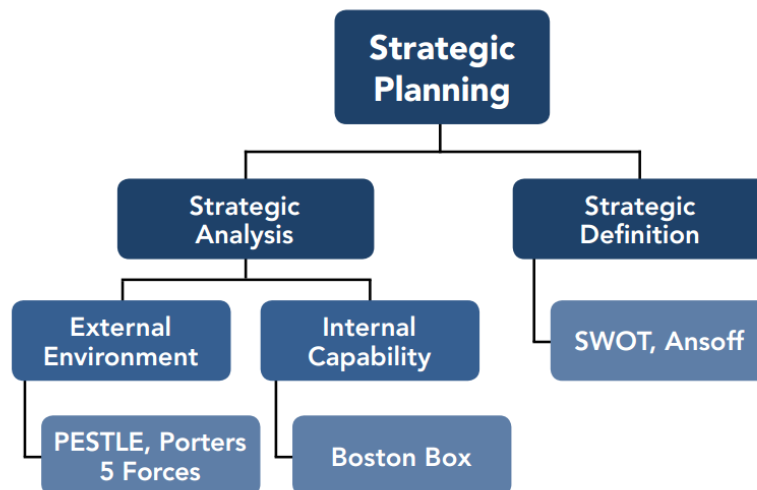 Strategic
Planning
Strategic
Analysis
Strategic
Definition
External
Environment
Internal
Capability
SWOT, Ansoff
PESTLE, Porters
5 Forces
Boston Box